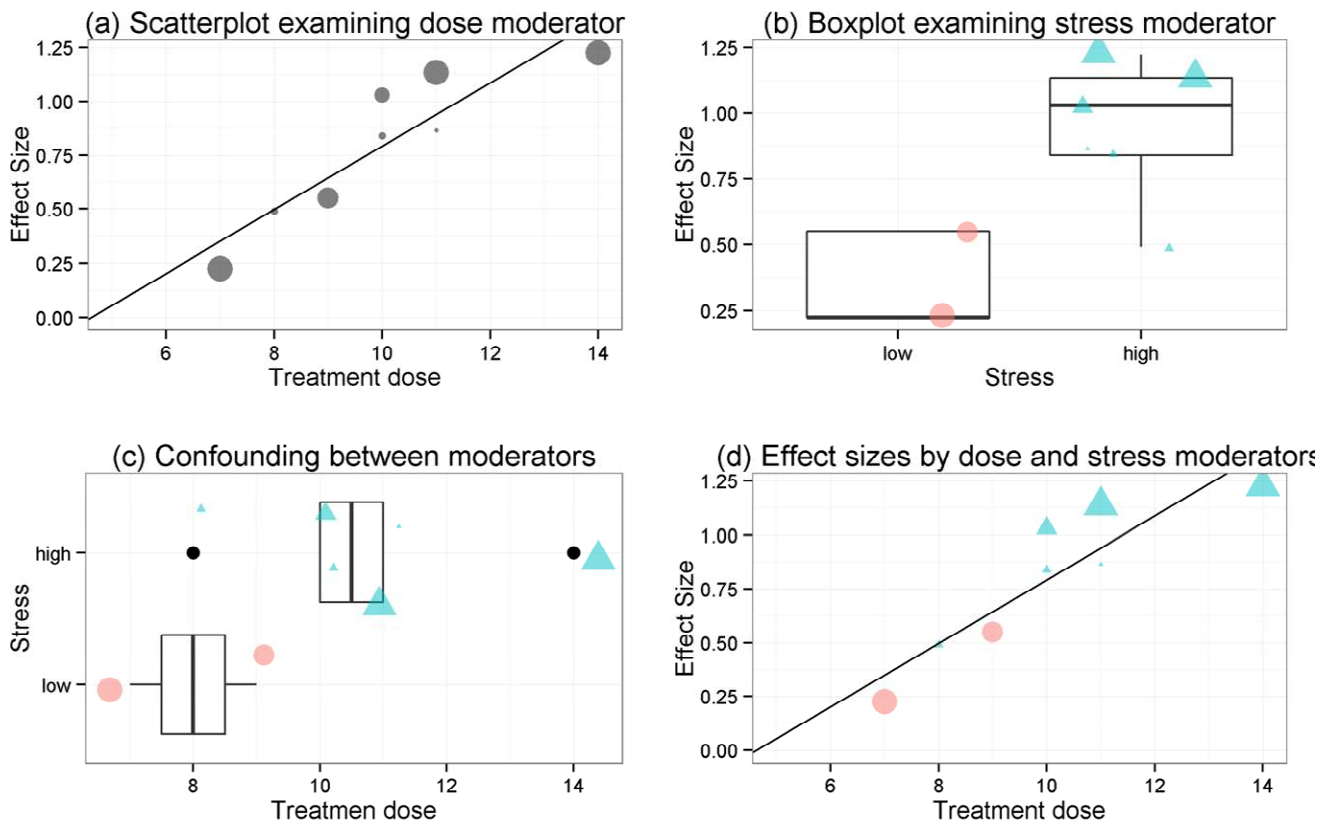 (a) Scatterplot examining dose moderator
1.25
1.00
0.75
0.50
0.25
0.00
Effect Size
6 8 10 12 14
Treatment dose
(b) Boxplot examining stress moderator
1.25
1.00
0.75
0.50
0.25
Effect Size
low high
Stress
(c) Confounding between moderators
high
low
Stress
8 10 12 14
Treatmen dose
(d) Effect sizes by dose and stress moderators
1.25
1.00
0.75
0.50
0.25
0.00
Effect Size
6 8 10 12 14
Treatment dose